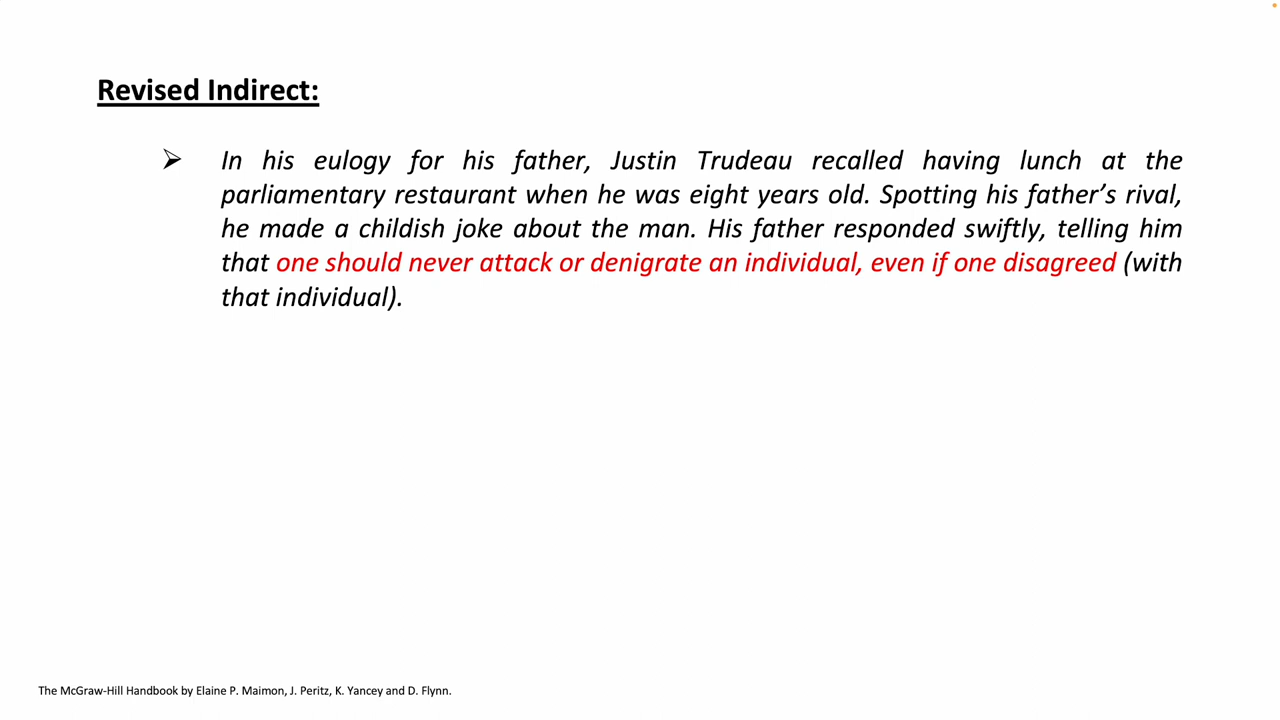 Revised Indirect:
➢ In his eulogy for his father, Justin Trudeau recalled having lunch at the
parliamentary restaurant when he was eight years old. Spotting his father’s rival,
he made a childish joke about the man. His father responded swiftly, telling him
that one should never attack or denigrate an individual, even if one disagreed (with
that individual).
The McGraw-Hill Handbook by Elaine P. Maimon, J. Peritz, K. Yancey and D. Flynn.